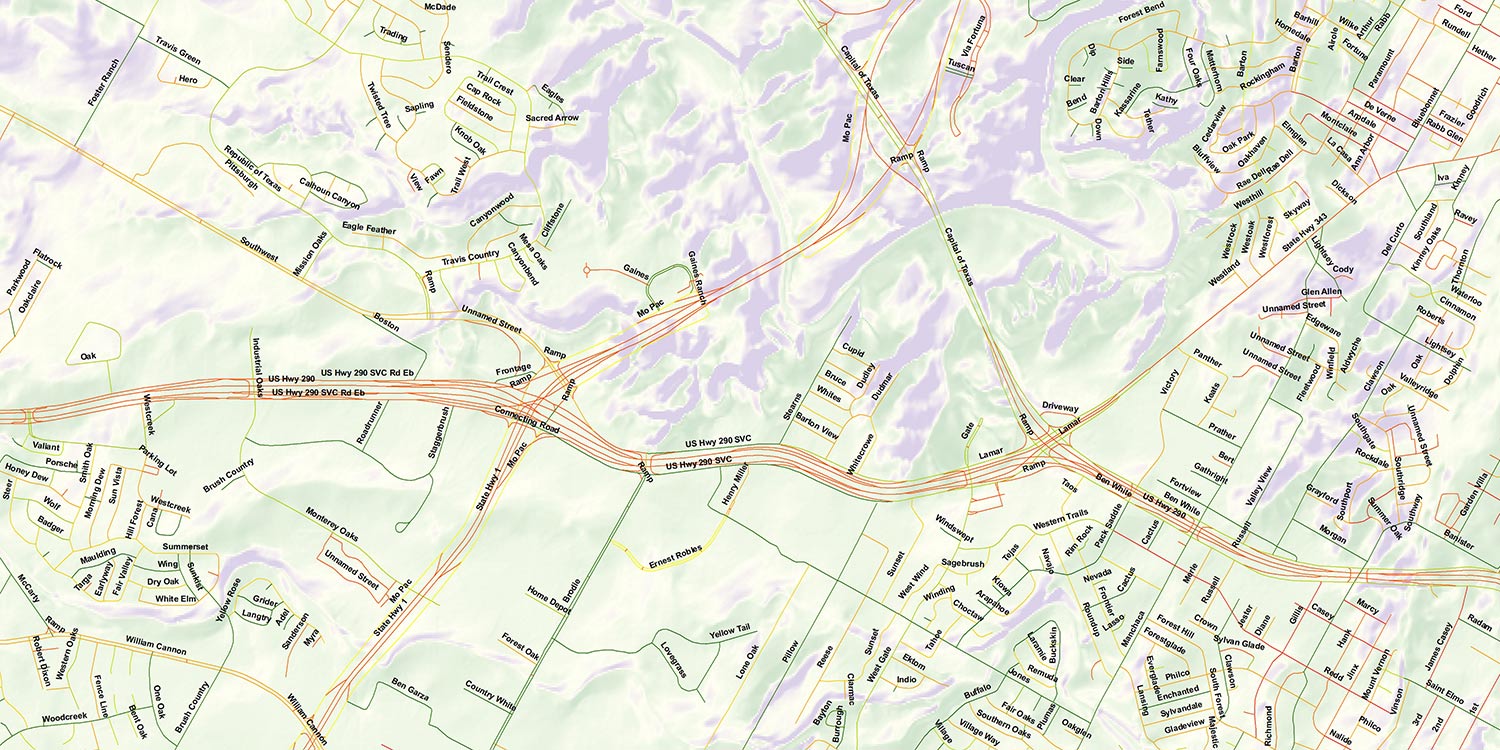 McDade
Trading
Sendero
Travis Green
Foster Ranch
Hero
Twisted Tree
Sapling
Trail Crest
Cap Rock
Fieldstone
Eagles
Sacred Arrow
Knob Oak
Trail West
Fawn
View
Republic of Texas
Pittsburgh
Calhoun Canyon
Canyonwood
Cliffstone
Eagle Feather
Mission Oaks
Southwest
Travis Country
Mesa Oaks
Canyonbend
Ramp
Flatrock
Parkwood
Oakclaire
Gaines
Gaines Ranch
Mo Pac
Unnamed Street
Boston
Oak
Industrial Oaks
US Hwy 290
US Hwy 290 SVC Rd Eb
US Hwy 290 SVC Rd Eb
Frontage
Ramp
Ramp
Ramp
Connecting Road
Mo Pac
State Hwy 1
Westcreek
Roadrunner
Staggerbrush
Valiant
Porsche
Honey Dew
Smith Oak
Morning Dew
Sun Vista
Steer
Wolf
Badger
Parking Lot
Brush Country
Hill Forest
Cana
Westcreek
Monterey Oaks
Unnamed Street
Maulding
Summerset
Wing
Sunkist
Dry Oak
White Elm
Targa
Earlyway
Fair Valley
McCarty
Yellow Rose
Grider
Langtry
Adel
Sanderson
Myra
Mo Pac
State Hwy 1
Ramp
William Cannon
Robert Dixon
Western Oaks
Fence Line
One Oak
Bent Oak
Brush Country
Woodcreek
William Cannon
Ben Garza
Country White
Forest Oak
Home Depot
Brodie
Ernest Robles
Henry Miller
Ramp
US Hwy 290 SVC
US Hwy 290 SVC
Stearns
Cupid
Bruce
Whiles
Dudley
Dudmar
Barton View
Whitecrowe
Gate
Lamar
Capital of Texas
Mo Pac
Ramp
Ramp
Via Fortuna
Tuscan
Capital of Texas
Forest Bend
Dip
Side
Clear
Bend
Barton Hills
Down
Kassarine
Farnswood
Four Oaks
Matterhorn
Kathy
Tether
Barton
Rockingham
Homedale
Barhill
Barton
Airole
Wilke
Arthur
Rabb
Fortune
Paramount
Ford
Rundell
Hether
Goodrich
Bluebonnet
Frazier
Rabb Glen
De Verne
Arpdale
Montclaire
La Casa
Ann Arbor
Cedarview
Oak Park
Oakhaven
Bluffview
Elmglen
Rae Dell
Rae Dell
Westhill
Dickson
Skyway
Westrock
Westoak
Westforest
State Hwy 343
Westland
Lightsey
Cody
Glen Allen
Unnamed Street
Del Curto
Southland
Kinney Oaks
Iva
Kinney
Ravey
Thornton
Waterloo
Cinnamon
Roberts
Lightsey
Dolphin
Oak
Valleyridge
Oak
Clawson
Edgeware
Aldwyche
Winfield
Fleetwood
Unnamed Street
Unnamed Street
Panther
Keats
Victory
Prather
Bert
Gathright
Fortview
Ben White
Valley View
Driveway
Ramp
Lamar
Ramp
Ben White
US Hwy 290
Russell
Southgate
Rockdale
Unnamed Street
Southridge
Grayford
Southport
Summer Oak
Southway
Morgan
Garden Villa
Banister
Taos
Western Trails
Windswept
Rim Rock
Pack Saddle
Cactus
Sunset
West Wind
Sagebrush
Tejas
Navajo
Winding
Kiowa
Arapahoe
Choctaw
Nevada
Cactus
Frontier
Lasso
Roundup
Manchaca
Merle
Russell
Crown
Forest Hill
Forestglade
Sylvan Glade
Jester
Diane
Gillis
Casey
Marcy
Hank
Radam
James Casey
Redd
Jinx
Mount Vernon
Vinson
Saint Elmo
1st
2nd
3rd
Philco
Nalide
Richmond
Everglade
Lansing
Philco
Enchanted
Sylvandale
Gladeview
South Forest
Majestic
Clawson
Yellow Tail
Lovegrass
Lone Oak
Pillow
Reese
Sunset
West Gate
Tahoe
Ektom
Indio
Clarmac
Bayton
Burrough
Laramie
Buckskin
Remuda
Jones
Buffalo
Fair Oaks
Plumas
Southern Oaks
Village Way
Village
Oakglen